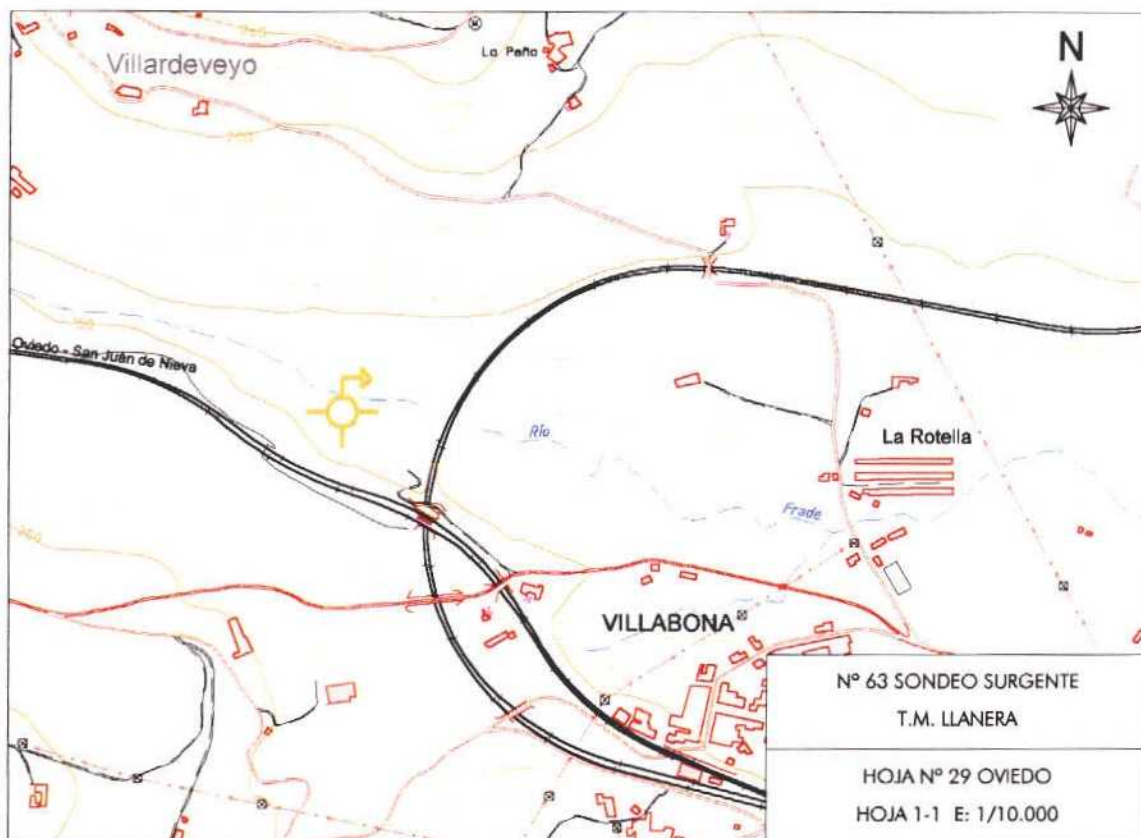 La Peña
Villardeveyo
N
Oviedo - San Juán de Nieva
Río
La Rotella
Frade
VILLABONA
Nº 63 SONDEO SURGENTE
T.M. LLANERA
HOJA Nº 29 OVIEDO
HOJA 1-1 E: 1/10.000